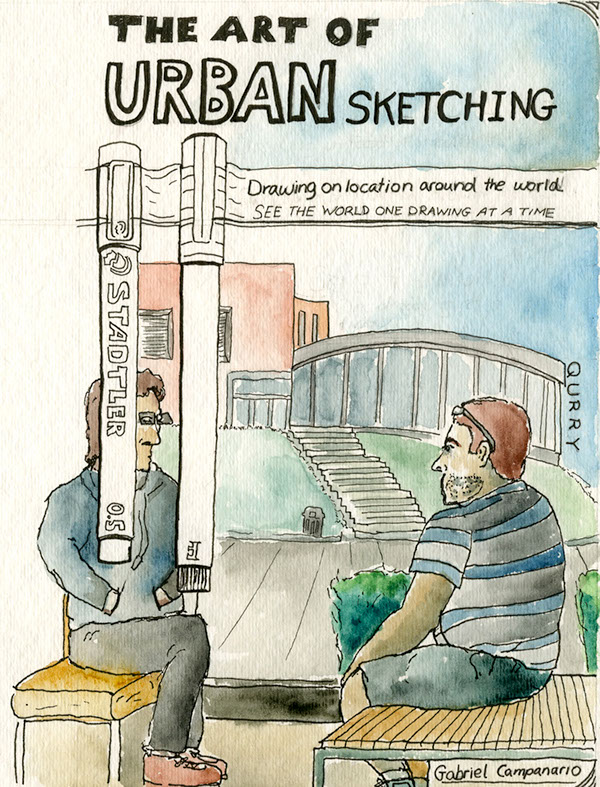 THE ART OF
URBAN SKETCHING
Drawing on location around the world.
SEE THE WORLD ONE DRAWING AT A TIME
STADTLER 0.5
QURRY
Gabriel Campanario